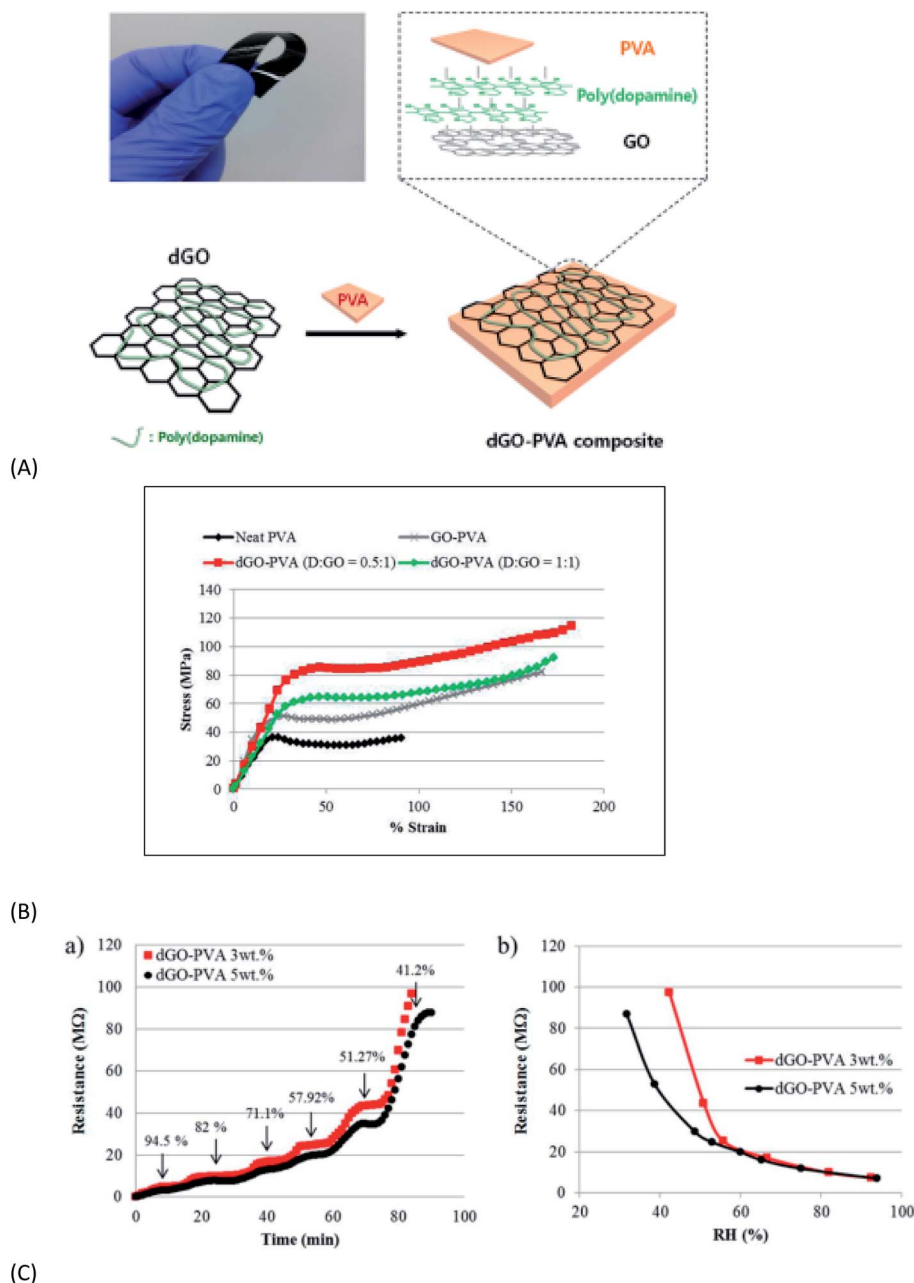 PVA
Poly(dopamine)
GO
dGO
PVA
: Poly(dopamine)
dGO-PVA composite
(A)
Neat PVA
GO-PVA
dGO-PVA (D:GO = 0.5:1)
dGO-PVA (D:GO = 1:1)
140
120
100
80
60
40
20
0
Stress (MPa)
0 50 100 150 200
% Strain
(B)
a)
dGO-PVA 3wt.%
dGO-PVA 5wt.%
120
100
80
60
40
20
0
Resistance (MΩ)
94.5 %
82 %
71.1%
57.92%
51.27%
41.2%
0 20 40 60 80 100
Time (min)
b)
120
100
80
60
40
20
0
Resistance (MΩ)
dGO-PVA 3wt.%
dGO-PVA 5wt.%
20 40 60 80 100
RH (%)
(C)